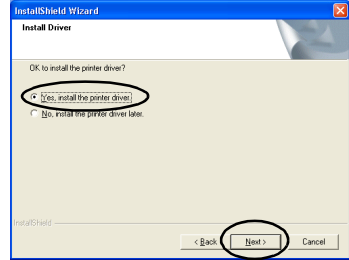 InstallShield Wizard
Install Driver
OK to install the printer driver?
Yes, install the printer driver.
No, install the printer driver later.
InstallShield
< Back Next > Cancel